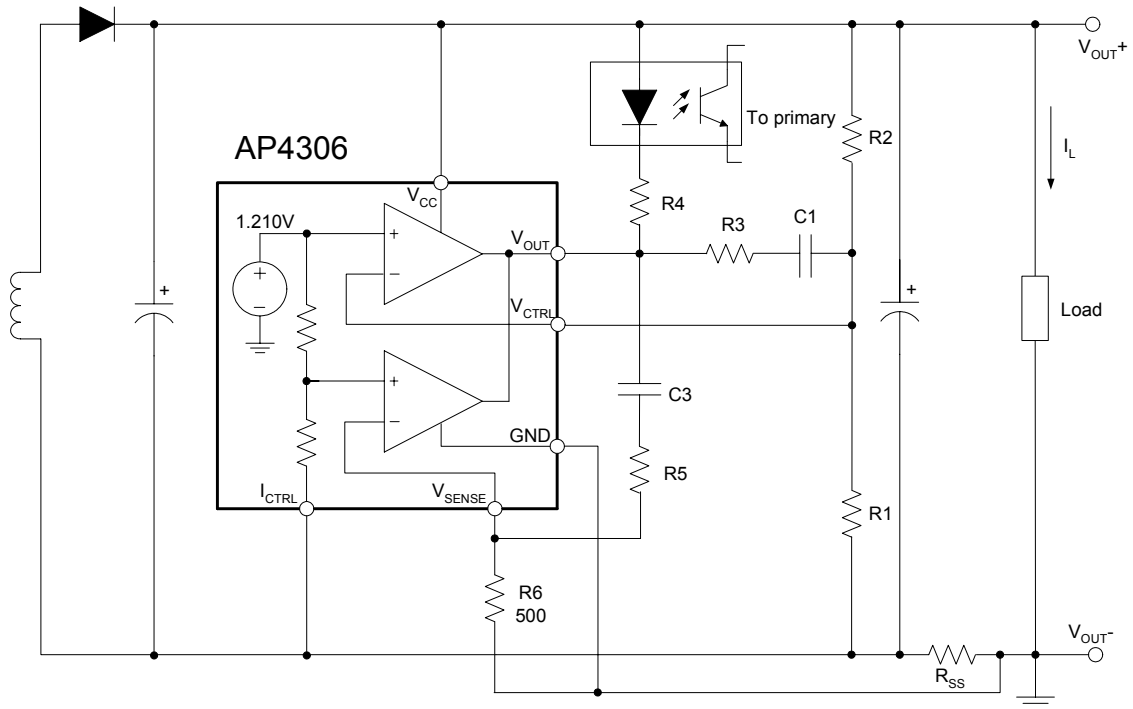 V_OUT+
To primary
R2
I_L
AP4306
V_CC
R4
C1
R3
1.210V
+
−
+
−
V_OUT
V_CTRL
+
+
Load
+
−
C3
GND
R5
I_CTRL
V_SENSE
R1
R6
500
V_OUT-
R_SS